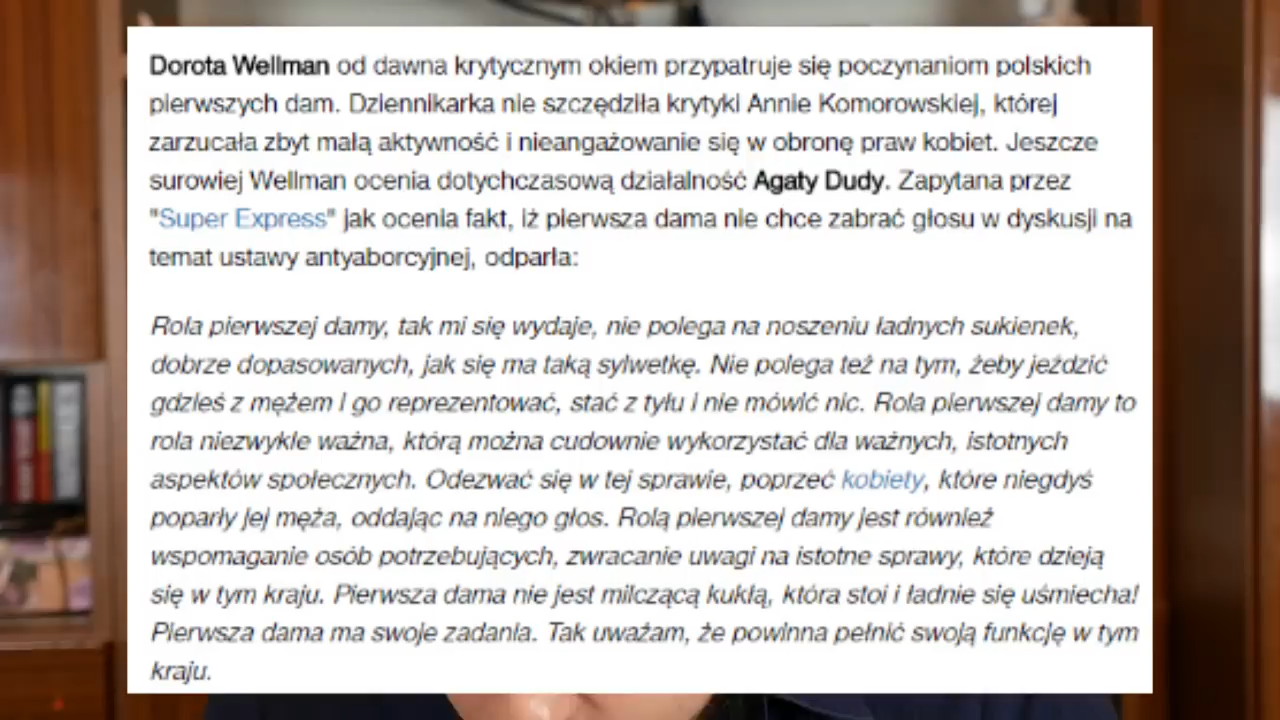 Dorota Wellman od dawna krytycznym okiem przypatruje się poczynaniom polskich
pierwszych dam. Dziennikarka nie szczędziła krytyki Annie Komorowskiej, której
zarzucała zbyt małą aktywność i nieangażowanie się w obronę praw kobiet. Jeszcze
surowiej Wellman ocenia dotychczasową działalność Agaty Dudy. Zapytana przez
"Super Express" jak ocenia fakt, iż pierwsza dama nie chce zabrać głosu w dyskusji na
temat ustawy antyaborcyjnej, odparła:
Rola pierwszej damy, tak mi się wydaje, nie polega na noszeniu ładnych sukienek,
dobrze dopasowanych, jak się ma taką sylwetkę. Nie polega też na tym, żeby jeździć
gdzieś z mężem i go reprezentować, stać z tyłu i nie mówić nic. Rola pierwszej damy to
rola niezwykle ważna, którą można cudownie wykorzystać dla ważnych, istotnych
aspektów społecznych. Odezwać się w tej sprawie, poprzeć kobiety, które niegdyś
poparły jej męża, oddając na niego głos. Rolą pierwszej damy jest również
wspomaganie osób potrzebujących, zwracanie uwagi na istotne sprawy, które dzieją
się w tym kraju. Pierwsza dama nie jest milczącą kukłą, która stoi i ładnie się uśmiecha!
Pierwsza dama ma swoje zadania. Tak uważam, że powinna pełnić swoją funkcję w tym
kraju.